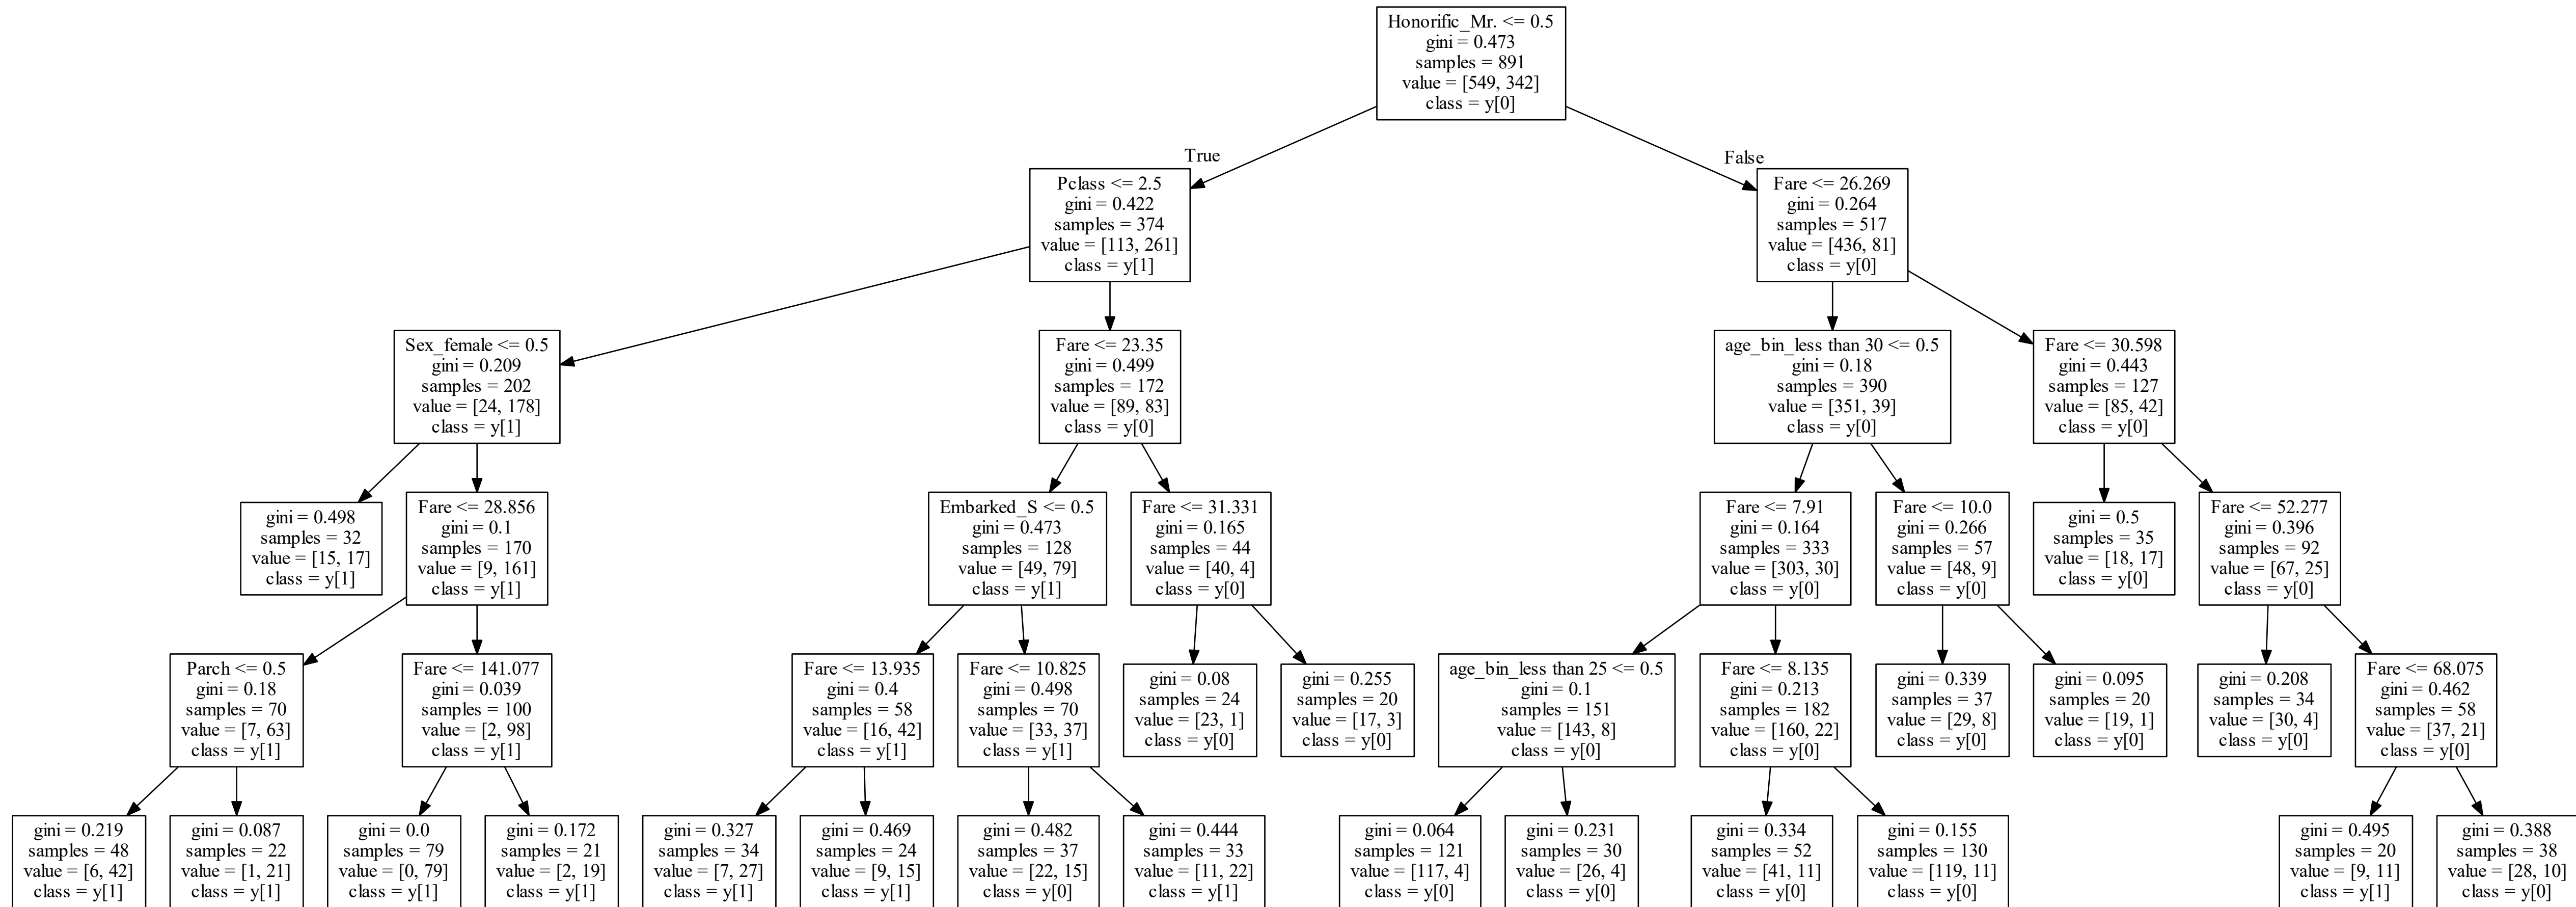 Honorific_Mr. <= 0.5
gini = 0.473
samples = 891
value = [549, 342]
class = y[0]
True
False
Pclass <= 2.5
gini = 0.422
samples = 374
value = [113, 261]
class = y[1]
Fare <= 26.269
gini = 0.264
samples = 517
value = [436, 81]
class = y[0]
Sex_female <= 0.5
gini = 0.209
samples = 202
value = [24, 178]
class = y[1]
Fare <= 23.35
gini = 0.499
samples = 172
value = [89, 83]
class = y[0]
age_bin_less than 30 <= 0.5
gini = 0.18
samples = 390
value = [351, 39]
class = y[0]
Fare <= 30.598
gini = 0.443
samples = 127
value = [85, 42]
class = y[0]
gini = 0.498
samples = 32
value = [15, 17]
class = y[1]
Fare <= 28.856
gini = 0.1
samples = 170
value = [9, 161]
class = y[1]
Embarked_S <= 0.5
gini = 0.473
samples = 128
value = [49, 79]
class = y[1]
Fare <= 31.331
gini = 0.165
samples = 44
value = [40, 4]
class = y[0]
Fare <= 7.91
gini = 0.164
samples = 333
value = [303, 30]
class = y[0]
Fare <= 10.0
gini = 0.266
samples = 57
value = [48, 9]
class = y[0]
gini = 0.5
samples = 35
value = [18, 17]
class = y[0]
Fare <= 52.277
gini = 0.396
samples = 92
value = [67, 25]
class = y[0]
Parch <= 0.5
gini = 0.18
samples = 70
value = [7, 63]
class = y[1]
Fare <= 141.077
gini = 0.039
samples = 100
value = [2, 98]
class = y[1]
Fare <= 13.935
gini = 0.4
samples = 58
value = [16, 42]
class = y[1]
Fare <= 10.825
gini = 0.498
samples = 70
value = [33, 37]
class = y[1]
gini = 0.08
samples = 24
value = [23, 1]
class = y[0]
gini = 0.255
samples = 20
value = [17, 3]
class = y[0]
age_bin_less than 25 <= 0.5
gini = 0.1
samples = 151
value = [143, 8]
class = y[0]
Fare <= 8.135
gini = 0.213
samples = 182
value = [160, 22]
class = y[0]
gini = 0.339
samples = 37
value = [29, 8]
class = y[0]
gini = 0.095
samples = 20
value = [19, 1]
class = y[0]
gini = 0.208
samples = 34
value = [30, 4]
class = y[0]
Fare <= 68.075
gini = 0.462
samples = 58
value = [37, 21]
class = y[0]
gini = 0.219
samples = 48
value = [6, 42]
class = y[1]
gini = 0.087
samples = 22
value = [1, 21]
class = y[1]
gini = 0.0
samples = 79
value = [0, 79]
class = y[1]
gini = 0.172
samples = 21
value = [2, 19]
class = y[1]
gini = 0.327
samples = 34
value = [7, 27]
class = y[1]
gini = 0.469
samples = 24
value = [9, 15]
class = y[1]
gini = 0.482
samples = 37
value = [22, 15]
class = y[0]
gini = 0.444
samples = 33
value = [11, 22]
class = y[1]
gini = 0.064
samples = 121
value = [117, 4]
class = y[0]
gini = 0.231
samples = 30
value = [26, 4]
class = y[0]
gini = 0.334
samples = 52
value = [41, 11]
class = y[0]
gini = 0.155
samples = 130
value = [119, 11]
class = y[0]
gini = 0.495
samples = 20
value = [9, 11]
class = y[1]
gini = 0.388
samples = 38
value = [28, 10]
class = y[0]